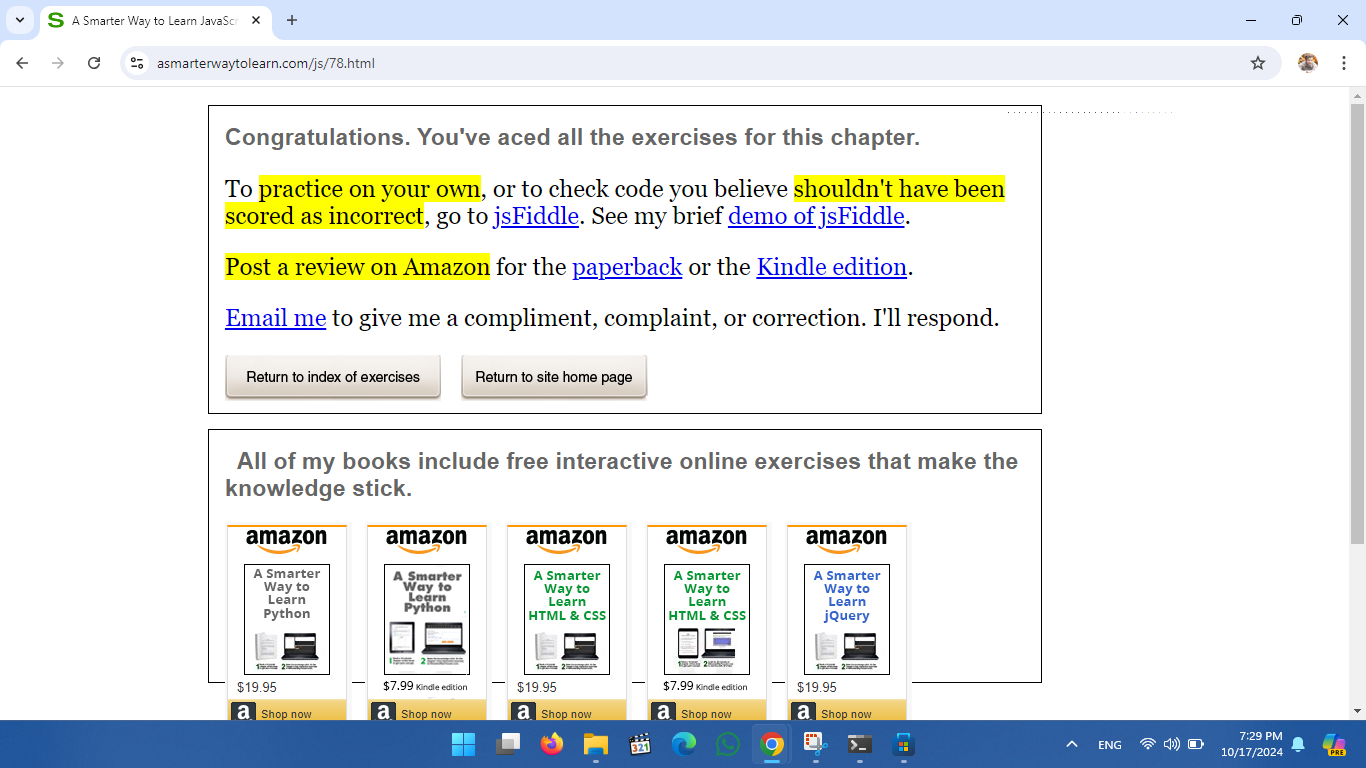 A Smarter Way to Learn JavaScr
asmarterwaytolearn.com/js/78.html
Congratulations. You've aced all the exercises for this chapter.
To practice on your own, or to check code you believe shouldn't have been
scored as incorrect, go to jsFiddle. See my brief demo of jsFiddle.
Post a review on Amazon for the paperback or the Kindle edition.
Email me to give me a compliment, complaint, or correction. I'll respond.
Return to index of exercises Return to site home page
All of my books include free interactive online exercises that make the
knowledge stick.
amazon amazon amazon amazon amazon
A Smarter
Way to
Learn
Python
A Smarter
Way to
Learn
Python
A Smarter
Way to
Learn
HTML & CSS
A Smarter
Way to
Learn
HTML & CSS
A Smarter
Way to
Learn
jQuery
$19.95 $7.99 Kindle edition $19.95 $7.99 Kindle edition $19.95
a Shop now a Shop now a Shop now a Shop now a Shop now
321
ENG
7:29 PM
10/17/2024
PRE